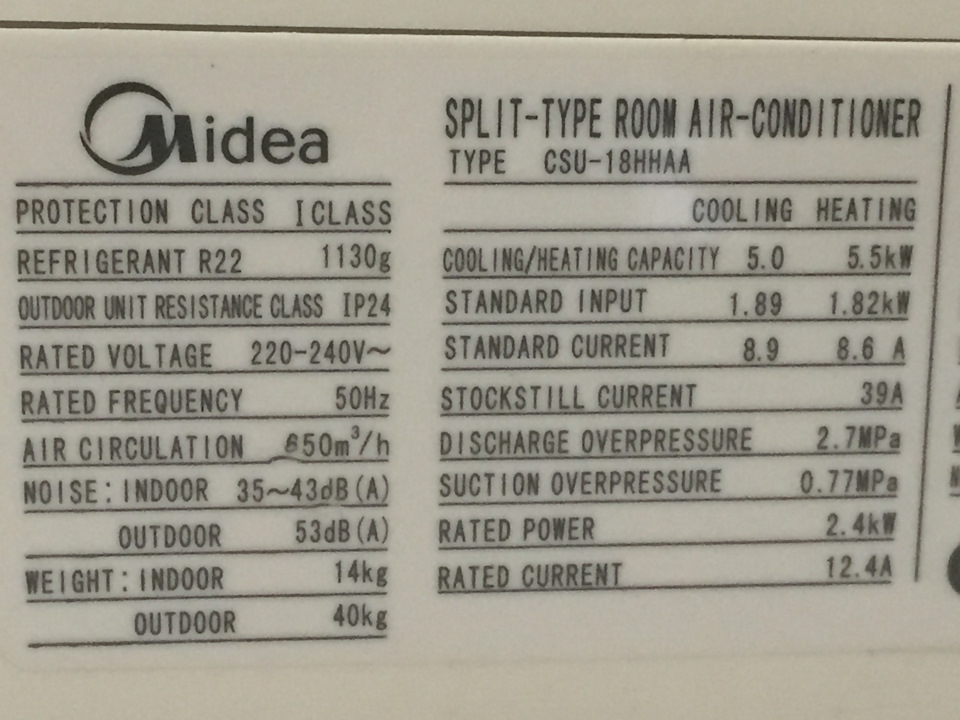 Midea
PROTECTION CLASS I CLASS
REFRIGERANT R22 1130g
OUTDOOR UNIT RESISTANCE CLASS IP24
RATED VOLTAGE 220-240V~
RATED FREQUENCY 50Hz
AIR CIRCULATION 650m³/h
NOISE: INDOOR 35~43dB(A)
OUTDOOR 53dB(A)
WEIGHT: INDOOR 14kg
OUTDOOR 40kg
SPLIT-TYPE ROOM AIR-CONDITIONER
TYPE CSU-18HHAA
COOLING HEATING
COOLING/HEATING CAPACITY 5.0 5.5kW
STANDARD INPUT 1.89 1.82kW
STANDARD CURRENT 8.9 8.6 A
STOCKSTILL CURRENT 39A
DISCHARGE OVERPRESSURE 2.7MPa
SUCTION OVERPRESSURE 0.77MPa
RATED POWER 2.4kW
RATED CURRENT 12.4A